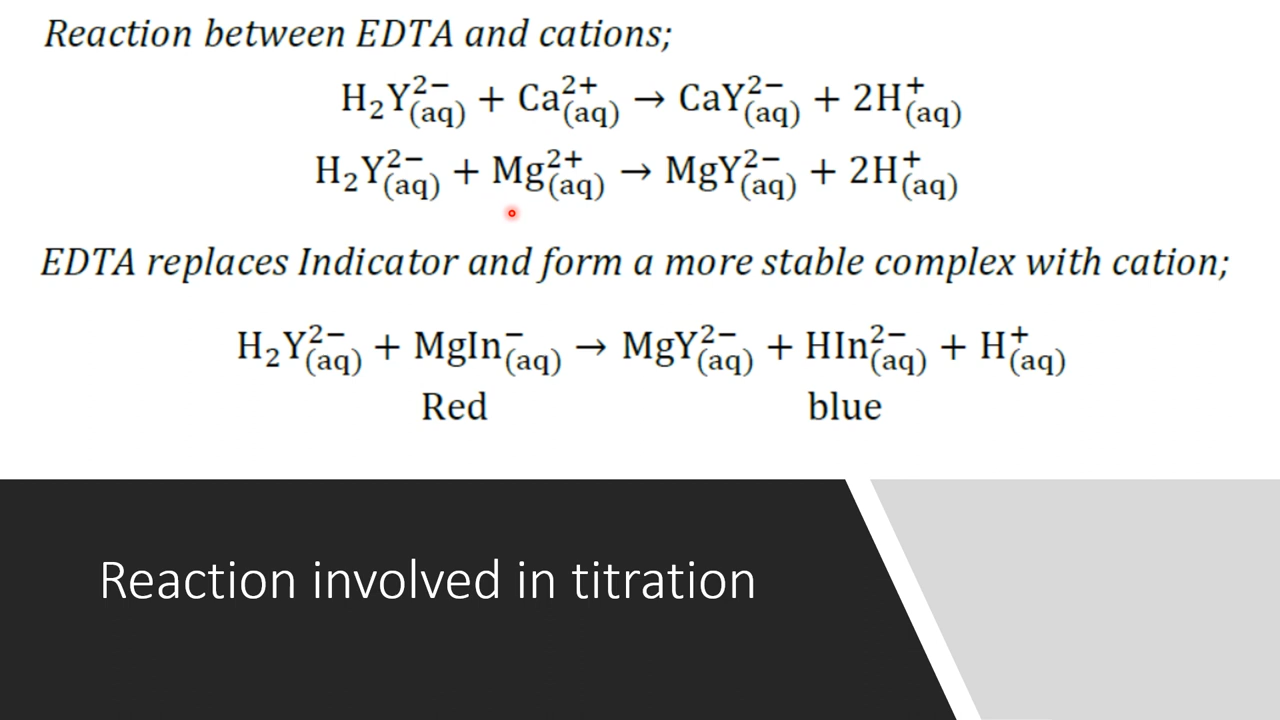 Reaction between EDTA and cations;
H₂Y²⁻(aq) + Ca²⁺(aq) → CaY²⁻(aq) + 2H⁺(aq)
H₂Y²⁻(aq) + Mg²⁺(aq) → MgY²⁻(aq) + 2H⁺(aq)
EDTA replaces Indicator and form a more stable complex with cation;
H₂Y²⁻(aq) + MgIn⁻(aq) → MgY²⁻(aq) + HIn²⁻(aq) + H⁺(aq)
Red blue
Reaction involved in titration